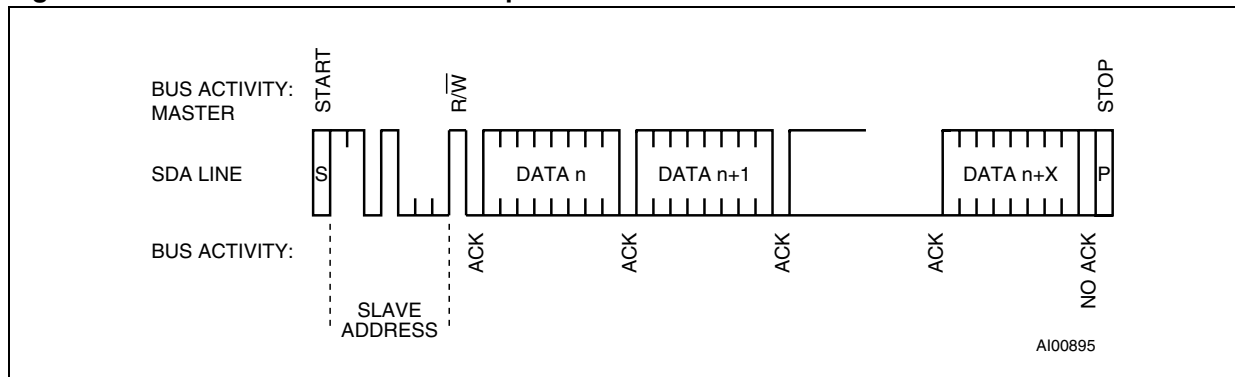 BUS ACTIVITY:
MASTER
START
R/W
STOP
SDA LINE
S
DATA n
DATA n+1
DATA n+X
P
BUS ACTIVITY:
ACK
ACK
ACK
ACK
NO ACK
SLAVE
ADDRESS
AI00895